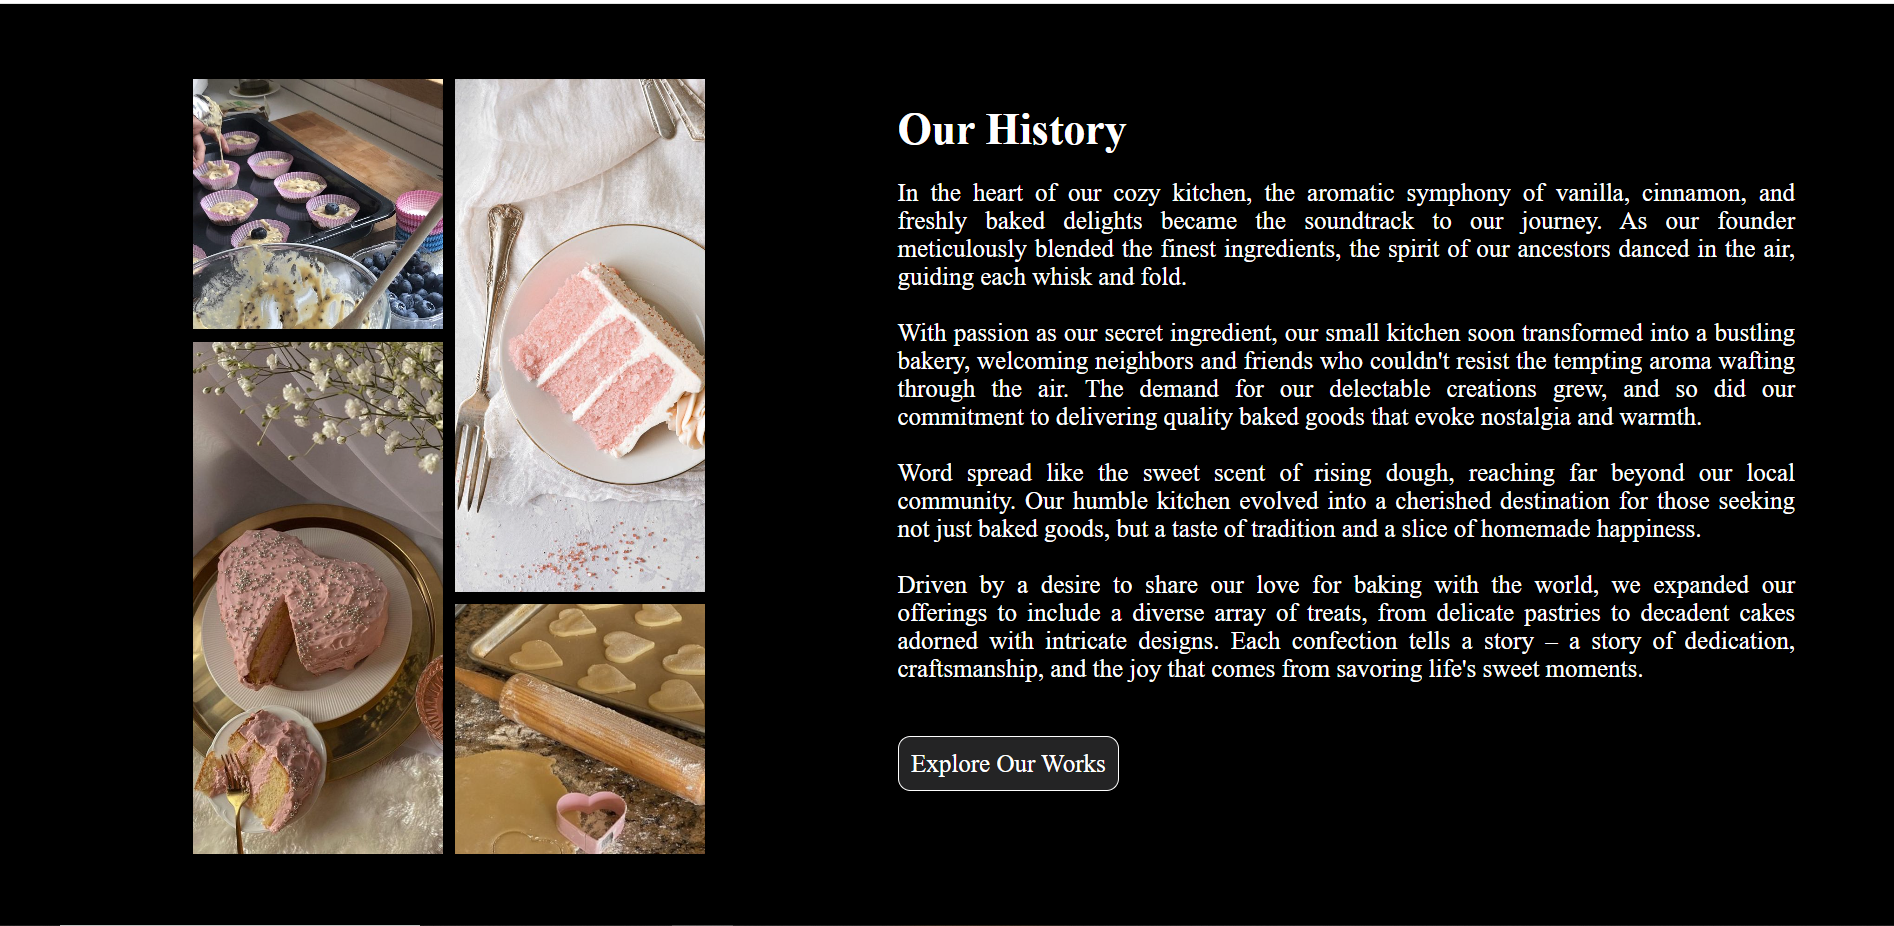 Our History
In the heart of our cozy kitchen, the aromatic symphony of vanilla, cinnamon, and
freshly baked delights became the soundtrack to our journey. As our founder
meticulously blended the finest ingredients, the spirit of our ancestors danced in the air,
guiding each whisk and fold.
With passion as our secret ingredient, our small kitchen soon transformed into a bustling
bakery, welcoming neighbors and friends who couldn't resist the tempting aroma wafting
through the air. The demand for our delectable creations grew, and so did our
commitment to delivering quality baked goods that evoke nostalgia and warmth.
Word spread like the sweet scent of rising dough, reaching far beyond our local
community. Our humble kitchen evolved into a cherished destination for those seeking
not just baked goods, but a taste of tradition and a slice of homemade happiness.
Driven by a desire to share our love for baking with the world, we expanded our
offerings to include a diverse array of treats, from delicate pastries to decadent cakes
adorned with intricate designs. Each confection tells a story – a story of dedication,
craftsmanship, and the joy that comes from savoring life's sweet moments.
Explore Our Works